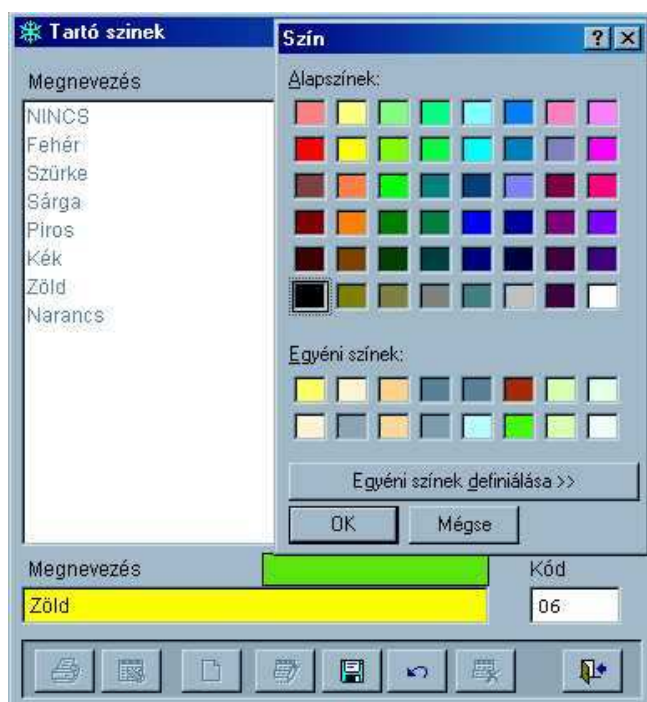 Tartó szinek
Szín
Megnevezés
NINCS
Fehér
Szürke
Sárga
Piros
Kék
Zöld
Narancs
Alapszínek:
Egyéni színek:
Egyéni színek definiálása >>
OK Mégse
Megnevezés Kód
Zöld 06